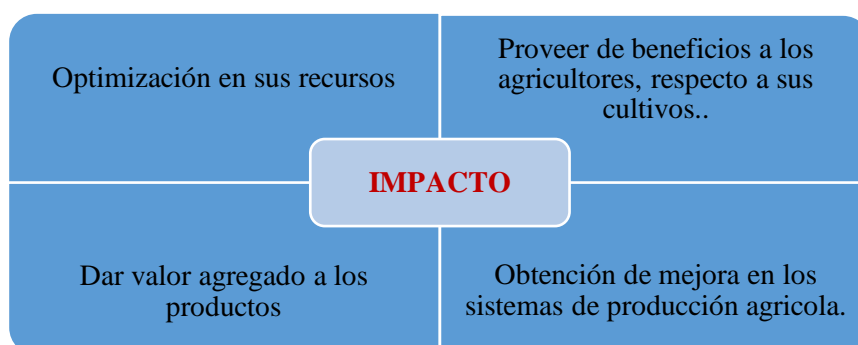 Optimización en sus recursos
Proveer de beneficios a los
agricultores, respecto a sus
cultivos..
IMPACTO
Dar valor agregado a los
productos
Obtención de mejora en los
sistemas de producción agricola.